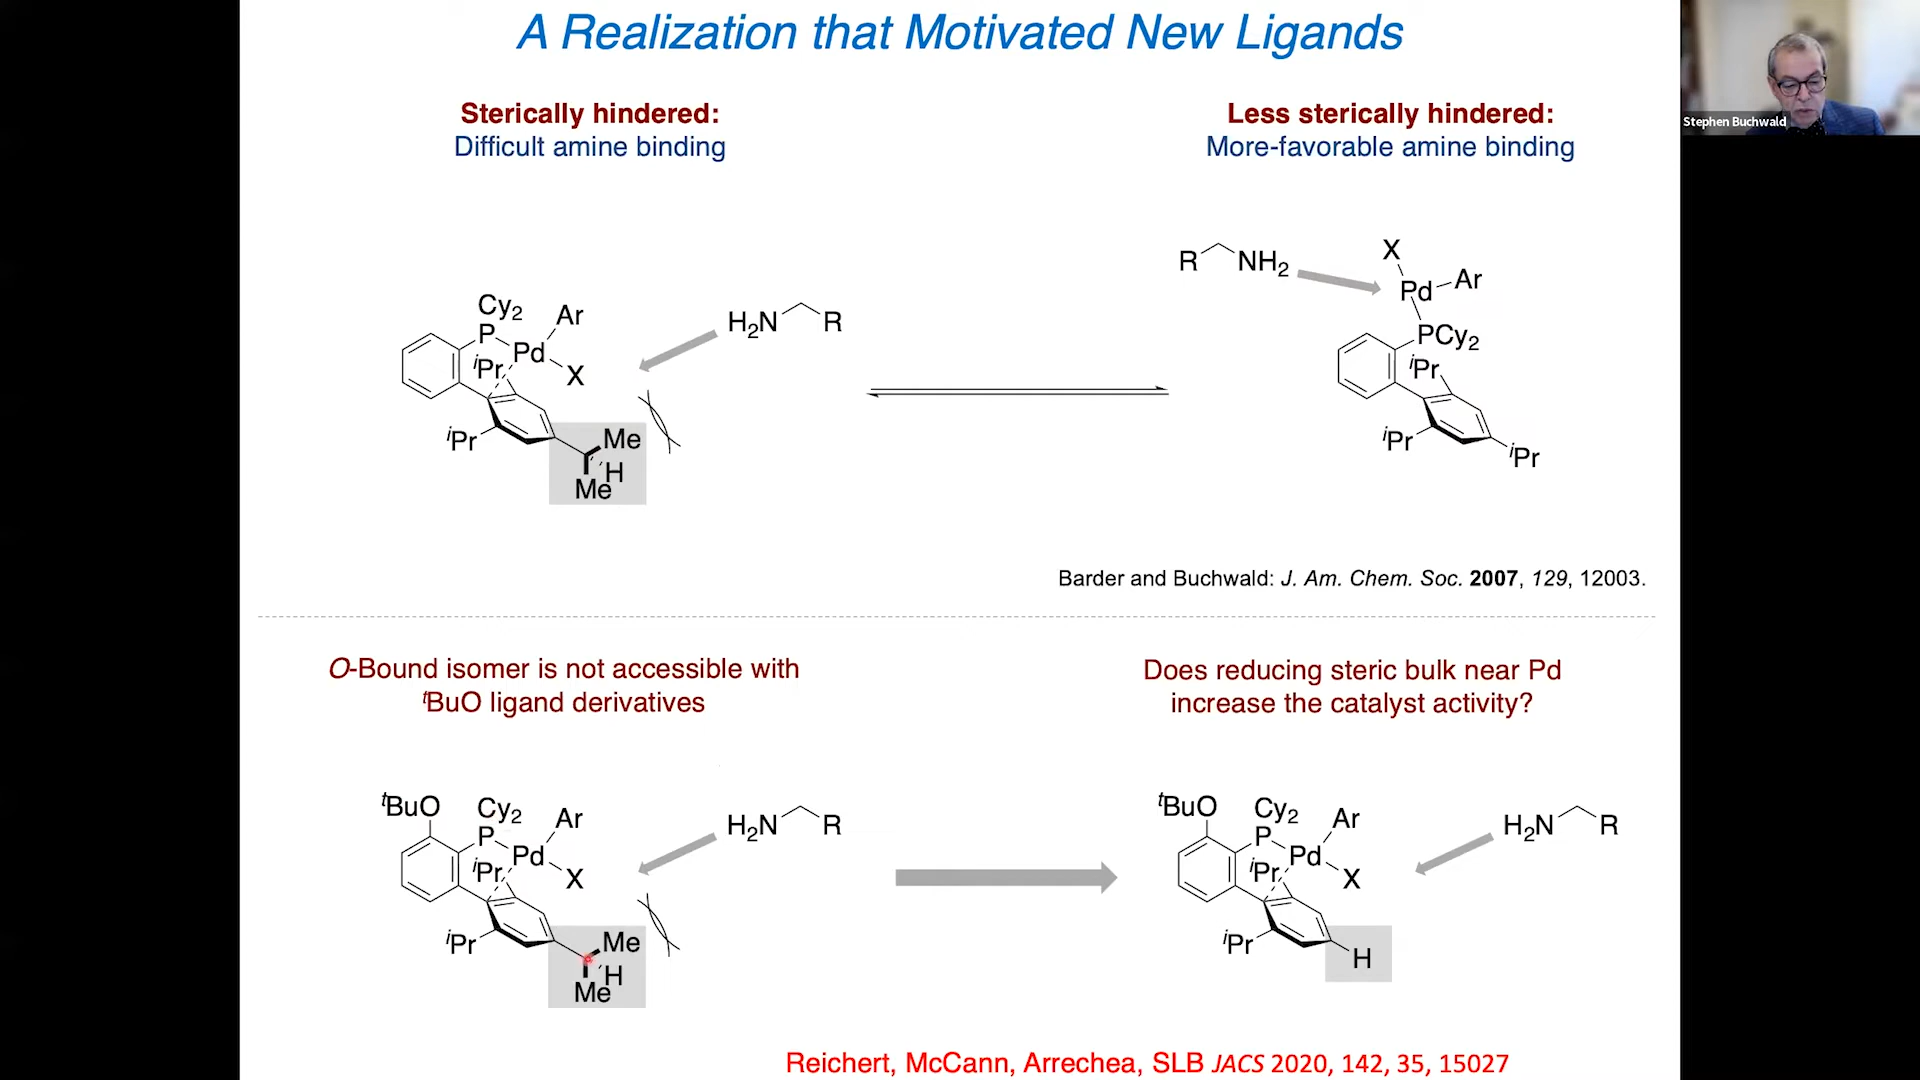 A Realization that Motivated New Ligands
Stephen Buchwald
Sterically hindered:
Difficult amine binding
Less sterically hindered:
More-favorable amine binding
Cy2
P
Pd
Ar
X
iPr
iPr
Me
H
Me
H2N
R
R
NH2
X
Pd
Ar
PCy2
iPr
iPr
iPr
Barder and Buchwald: J. Am. Chem. Soc. 2007, 129, 12003.
O-Bound isomer is not accessible with
tBuO ligand derivatives
Does reducing steric bulk near Pd
increase the catalyst activity?
tBuO
Cy2
P
Pd
Ar
X
iPr
iPr
Me
H
Me
H2N
R
tBuO
Cy2
P
Pd
Ar
X
iPr
iPr
H
H2N
R
Reichert, McCann, Arrechea, SLB JACS 2020, 142, 35, 15027